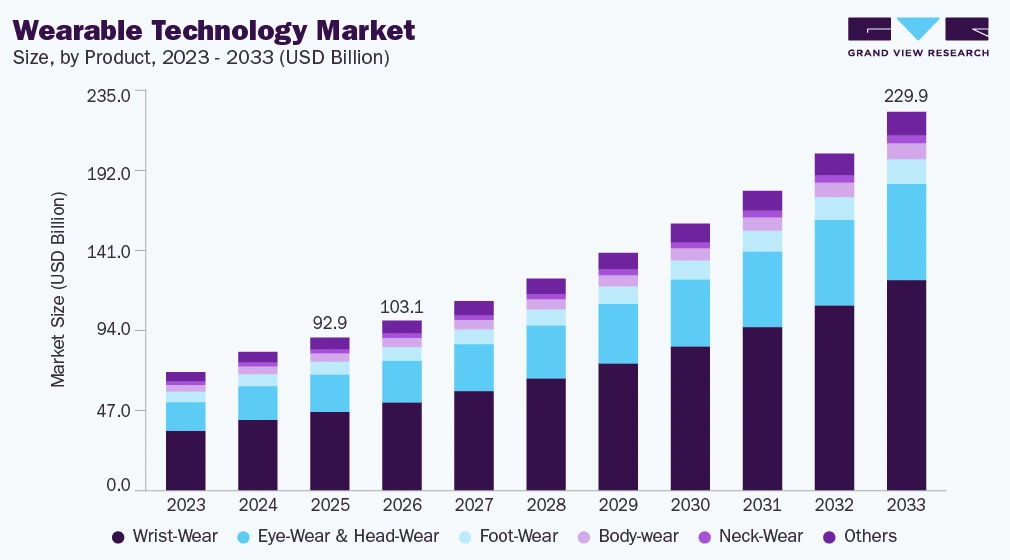 Wearable Technology Market
Size, by Product, 2023 - 2033 (USD Billion)
GRAND VIEW RESEARCH
Market Size (USD Billion)
235.0
192.0
141.0
94.0
47.0
0.0
92.9
103.1
229.9
2023 2024 2025 2026 2027 2028 2029 2030 2031 2032 2033
Wrist-Wear Eye-Wear & Head-Wear Foot-Wear Body-wear Neck-Wear Others